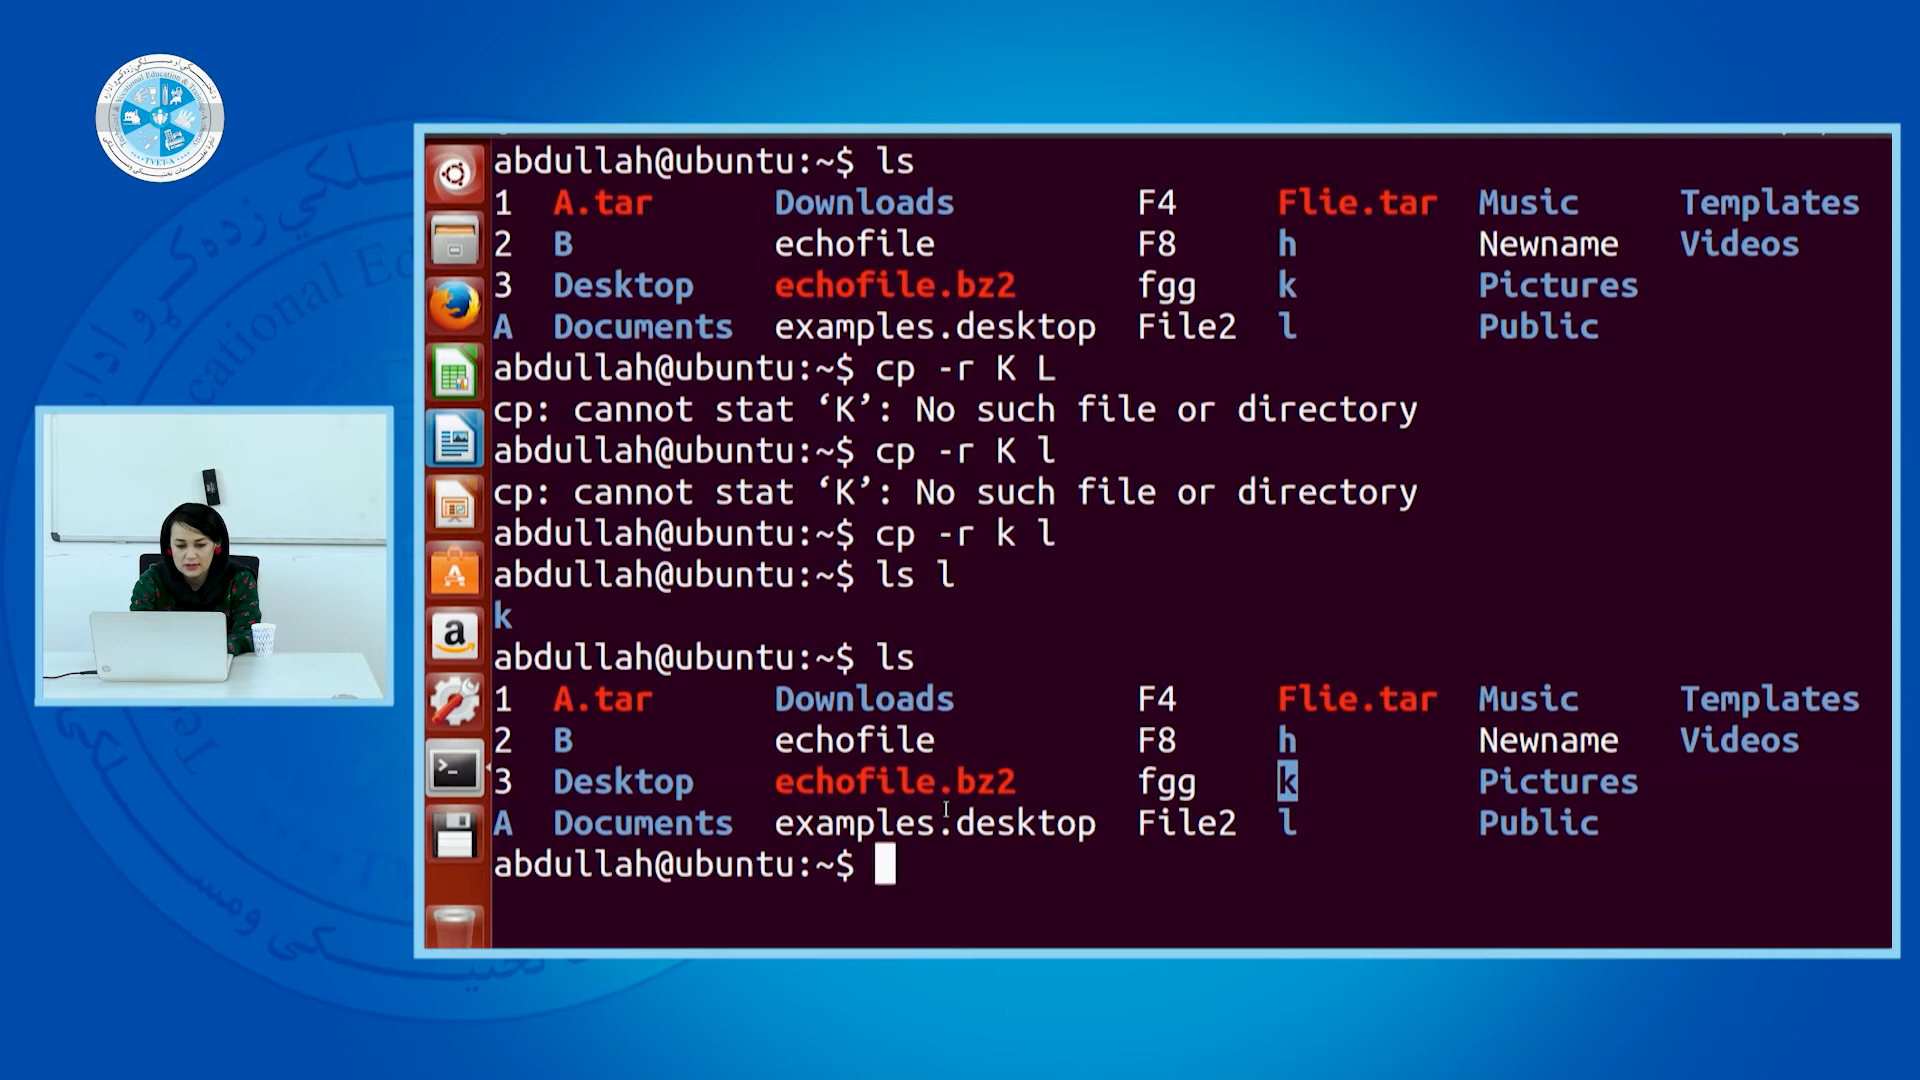 abdullah@ubuntu:~$ ls
1 A.tar Downloads F4 Flie.tar Music Templates
2 B echofile F8 h Newname Videos
3 Desktop echofile.bz2 fgg k Pictures
A Documents examples.desktop File2 l Public
abdullah@ubuntu:~$ cp -r K L
cp: cannot stat ‘K’: No such file or directory
abdullah@ubuntu:~$ cp -r K l
cp: cannot stat ‘K’: No such file or directory
abdullah@ubuntu:~$ cp -r k l
abdullah@ubuntu:~$ ls l
k
abdullah@ubuntu:~$ ls
1 A.tar Downloads F4 Flie.tar Music Templates
2 B echofile F8 h Newname Videos
3 Desktop echofile.bz2 fgg k Pictures
A Documents examples.desktop File2 l Public
abdullah@ubuntu:~$
TVET-A